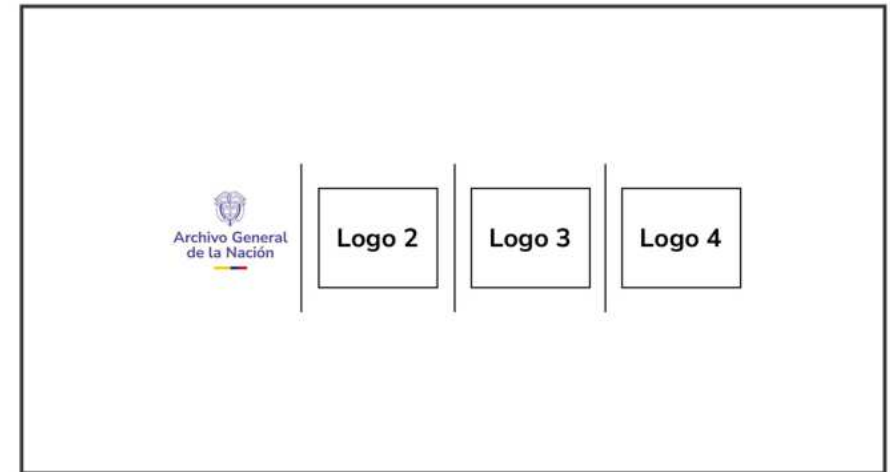 Archivo General
de la Nación
Logo 2
Logo 3
Logo 4